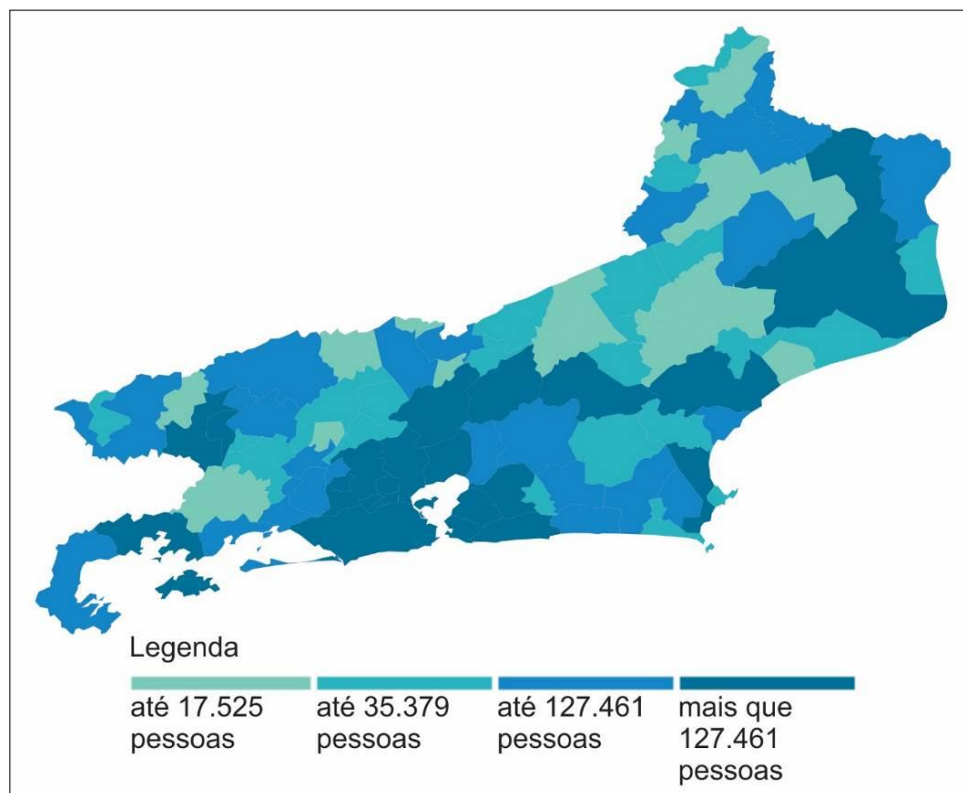 Legenda
até 17.525
pessoas
até 35.379
pessoas
até 127.461
pessoas
mais que
127.461
pessoas